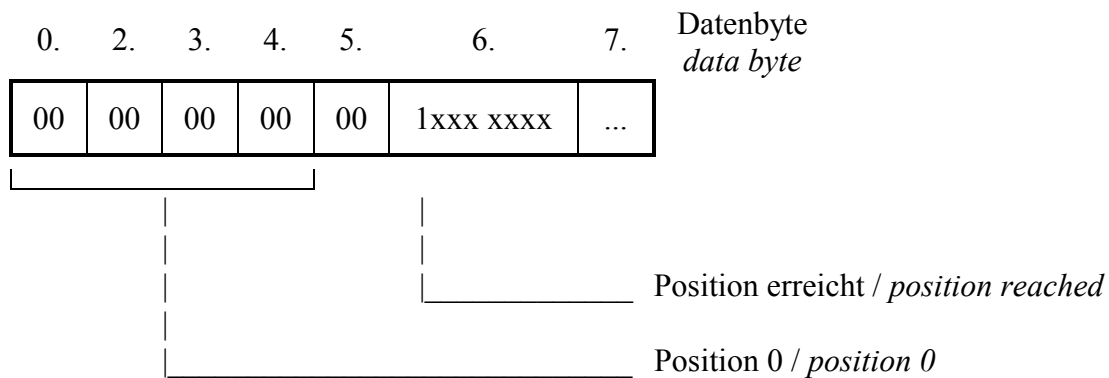 0. 2. 3. 4. 5. 6. 7. Datenbyte
data byte
00 00 00 00 00 1xxx xxxx ...
Position erreicht / position reached
Position 0 / position 0